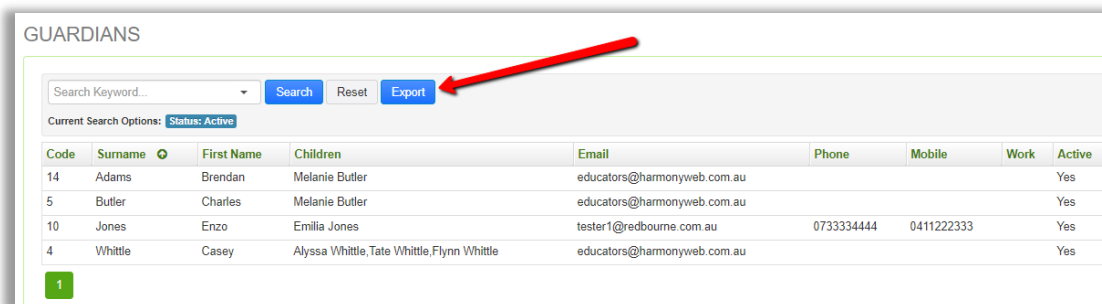 GUARDIANS
Search Keyword... Search Reset Export
Current Search Options: Status: Active
Code Surname First Name Children Email Phone Mobile Work Active
14 Adams Brendan Melanie Butler educators@harmonyweb.com.au Yes
5 Butler Charles Melanie Butler educators@harmonyweb.com.au Yes
10 Jones Enzo Emilia Jones tester1@redbourne.com.au 0733334444 0411222333 Yes
4 Whittle Casey Alyssa Whittle,Tate Whittle,Flynn Whittle educators@harmonyweb.com.au Yes
1